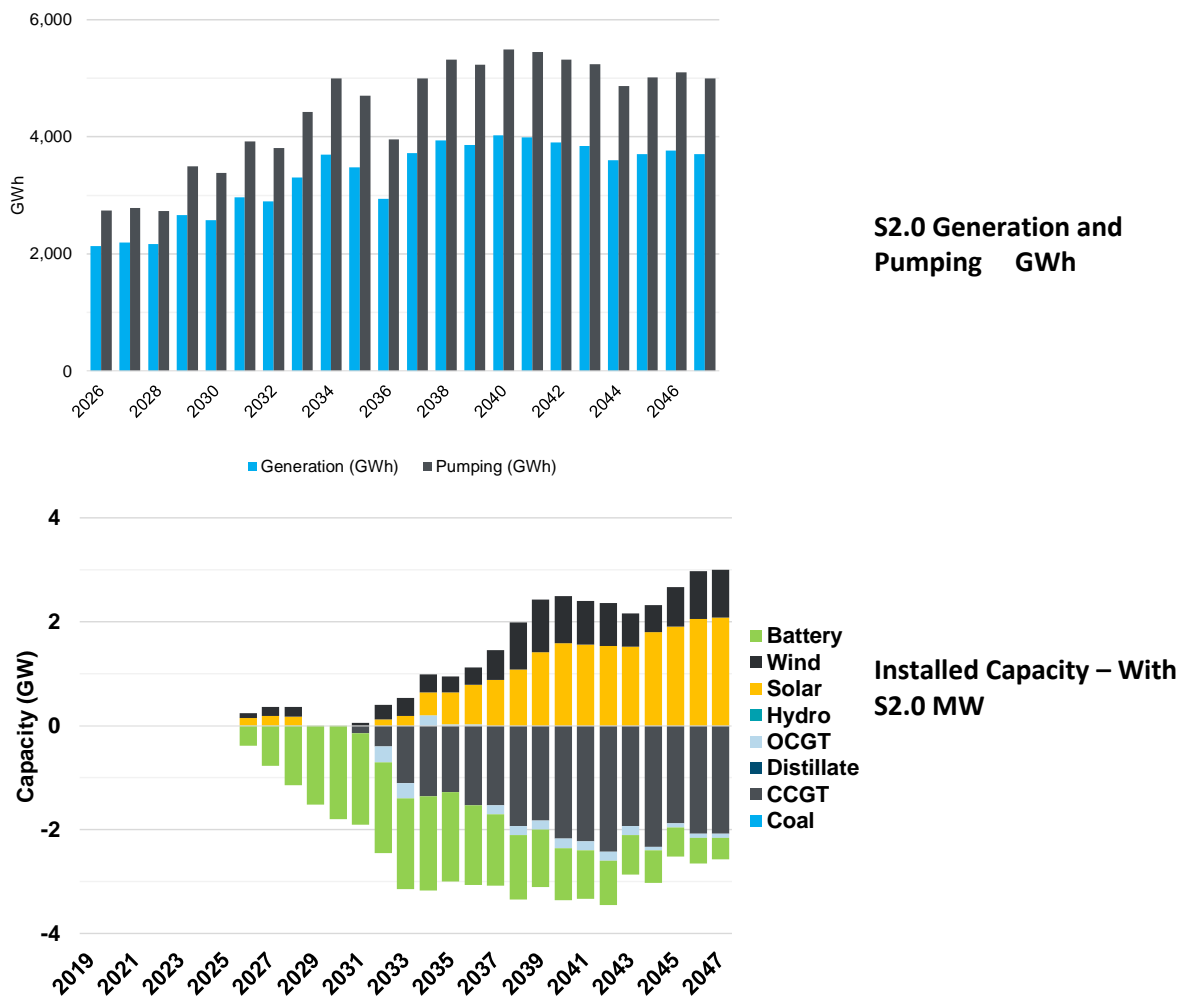 6,000
4,000
2,000
0
GWh
2026
2028
2030
2032
2034
2036
2038
2040
2042
2044
2046
Generation (GWh) Pumping (GWh)
S2.0 Generation and
Pumping GWh
4
2
0
-2
-4
Capacity (GW)
2019
2021
2023
2025
2027
2029
2031
2033
2035
2037
2039
2041
2043
2045
2047
Battery
Wind
Solar
Hydro
OCGT
Distillate
CCGT
Coal
Installed Capacity – With
S2.0 MW